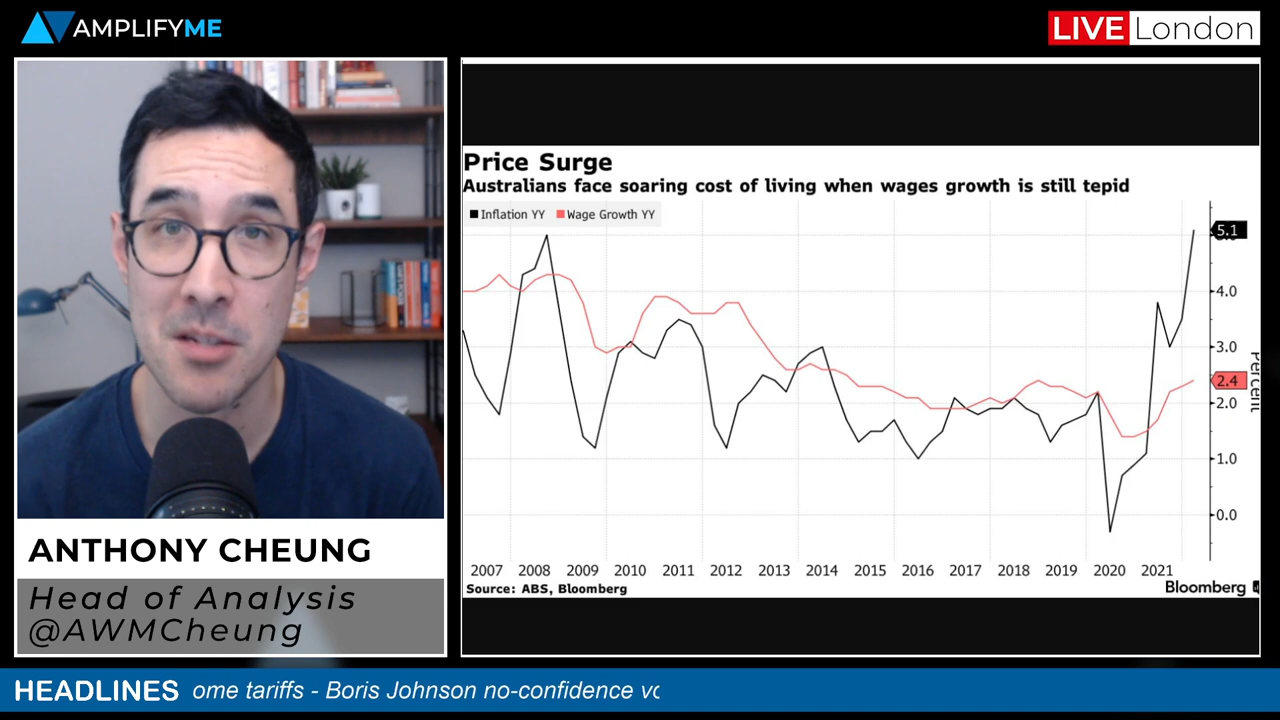 AMPLIFYME
LIVE London
Price Surge
Australians face soaring cost of living when wages growth is still tepid
Inflation YY Wage Growth YY
5.1
4.0
3.0
2.4
2.0
1.0
0.0
Percent
2007 2008 2009 2010 2011 2012 2013 2014 2015 2016 2017 2018 2019 2020 2021
Source: ABS, Bloomberg
Bloomberg
ANTHONY CHEUNG
Head of Analysis
@AWMCheung
HEADLINES ome tariffs - Boris Johnson no-confidence vo